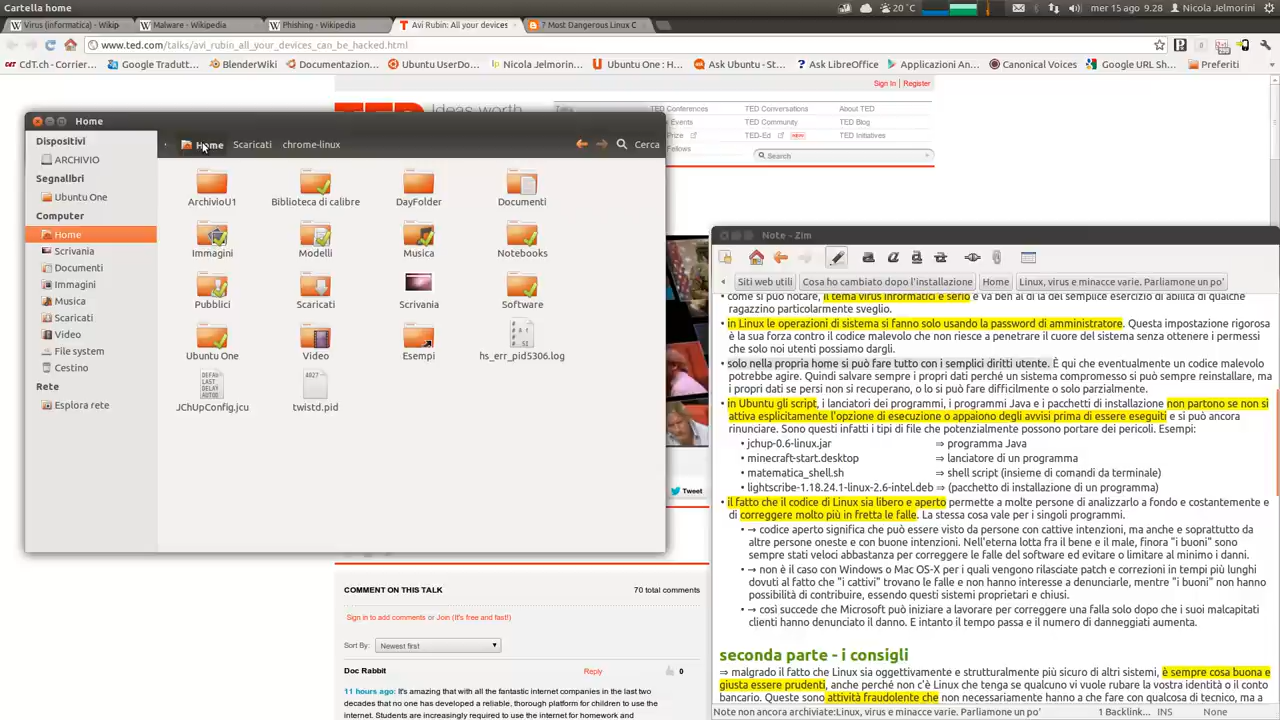 Cartella home
20 °C
mer 15 ago 9.28
Nicola Jelmorini
Virus (informatica) - Wikip
Malware - Wikipedia
Phishing - Wikipedia
Avi Rubin: All your devices
7 Most Dangerous Linux C
www.ted.com/talks/avi_rubin_all_your_devices_can_be_hacked.html
CdT.ch - Corrier...
Google Tradutt...
BlenderWiki
Documentazion...
Ubuntu UserDo...
Nicola Jelmorin...
Ubuntu One : H...
Ask Ubuntu - St...
Ask LibreOffice
Applicazioni An...
Canonical Voices
Google URL Sh...
Preferiti
Sign In | Register
TED
Ideas worth
TED Conferences
TED Conversations
About TED
Events
TED Community
TED Blog
Prize
TED-Ed
NEW
TED Initiatives
Fellows
Search
Home
Dispositivi
ARCHIVIO
Segnalibri
Ubuntu One
Computer
Home
Scrivania
Documenti
Immagini
Musica
Scaricati
Video
File system
Cestino
Rete
Esplora rete
Home
Scaricati
chrome-linux
Cerca
ArchivioU1
Biblioteca di calibre
DayFolder
Documenti
Immagini
Modelli
Musica
Notebooks
Pubblici
Scaricati
Scrivania
Software
Ubuntu One
Video
Esempi
hs_err_pid5306.log
JChUpConfig.jcu
twistd.pid
Tweet
COMMENT ON THIS TALK
70 total comments
Sign in to add comments or Join (It's free and fast!)
Sort By:
Newest first
Doc Rabbit
Reply
0
11 hours ago: It's amazing that with all the fantastic internet companies in the last two
decades that no one has developed a reliable, thorough platform for children to use the
internet. Students are increasingly required to use the internet for homework and
Note - Zim
Siti web utili
Cosa ho cambiato dopo l'installazione
Home
Linux, virus e minacce varie. Parliamone un po'
come si può notare, il tema virus informatici è serio e va ben al di là del semplice esercizio di abilità di qualche
ragazzino particolarmente sveglio.
• in Linux le operazioni di sistema si fanno solo usando la password di amministratore. Questa impostazione rigorosa
è la sua forza contro il codice malevolo che non riesce a penetrare il cuore del sistema senza ottenere i permessi
che solo noi utenti possiamo dargli.
• solo nella propria home si può fare tutto con i semplici diritti utente. È qui che eventualmente un codice malevolo
potrebbe agire. Quindi salvare sempre i propri dati perché un sistema compromesso si può sempre reinstallare, ma
i propri dati se persi non si recuperano, o lo si può fare difficilmente o solo parzialmente.
• in Ubuntu gli script, i lanciatori dei programmi, i programmi Java e i pacchetti di installazione non partono se non si
attiva esplicitamente l'opzione di esecuzione o appaiono degli avvisi prima di essere eseguiti e si può ancora
rinunciare. Sono questi infatti i tipi di file che potenzialmente possono portare dei pericoli. Esempi:
• jchup-0.6-linux.jar ⇒ programma Java
• minecraft-start.desktop ⇒ lanciatore di un programma
• matematica_shell.sh ⇒ shell script (insieme di comandi da terminale)
• lightscribe-1.18.24.1-linux-2.6-intel.deb ⇒ (pacchetto di installazione di un programma)
• il fatto che il codice di Linux sia libero e aperto permette a molte persone di analizzarlo a fondo e costantemente e
di correggere molto più in fretta le falle. La stessa cosa vale per i singoli programmi.
• → codice aperto significa che può essere visto da persone con cattive intenzioni, ma anche e soprattutto da
altre persone oneste e con buone intenzioni. Nell'eterna lotta fra il bene e il male, finora "i buoni" sono
sempre stati veloci abbastanza per correggere le falle del software ed evitare o limitare al minimo i danni.
• → non è il caso con Windows o Mac OS-X per i quali vengono rilasciate patch e correzioni in tempi più lunghi
dovuti al fatto che "i cattivi" trovano le falle e non hanno interesse a denunciarle, mentre "i buoni" non hanno
possibilità di contribuire, essendo questi sistemi proprietari e chiusi.
• → così succede che Microsoft può iniziare a lavorare per correggere una falla solo dopo che i suoi malcapitati
clienti hanno denunciato il danno. E intanto il tempo passa e il numero di danneggiati aumenta.
seconda parte - i consigli
⇒ malgrado il fatto che Linux sia oggettivamente e strutturalmente più sicuro di altri sistemi, è sempre cosa buona e
giusta essere prudenti, anche perché non c'è Linux che tenga se qualcuno vi vuole rubare la vostra identità o il conto
bancario. Queste sono attività fraudolente che non necessariamente hanno a che fare con qualcosa di tecnico, ma a
Note non ancora archiviate:Linux, virus e minacce varie. Parliamone un po'
1 Backlink...
INS
None